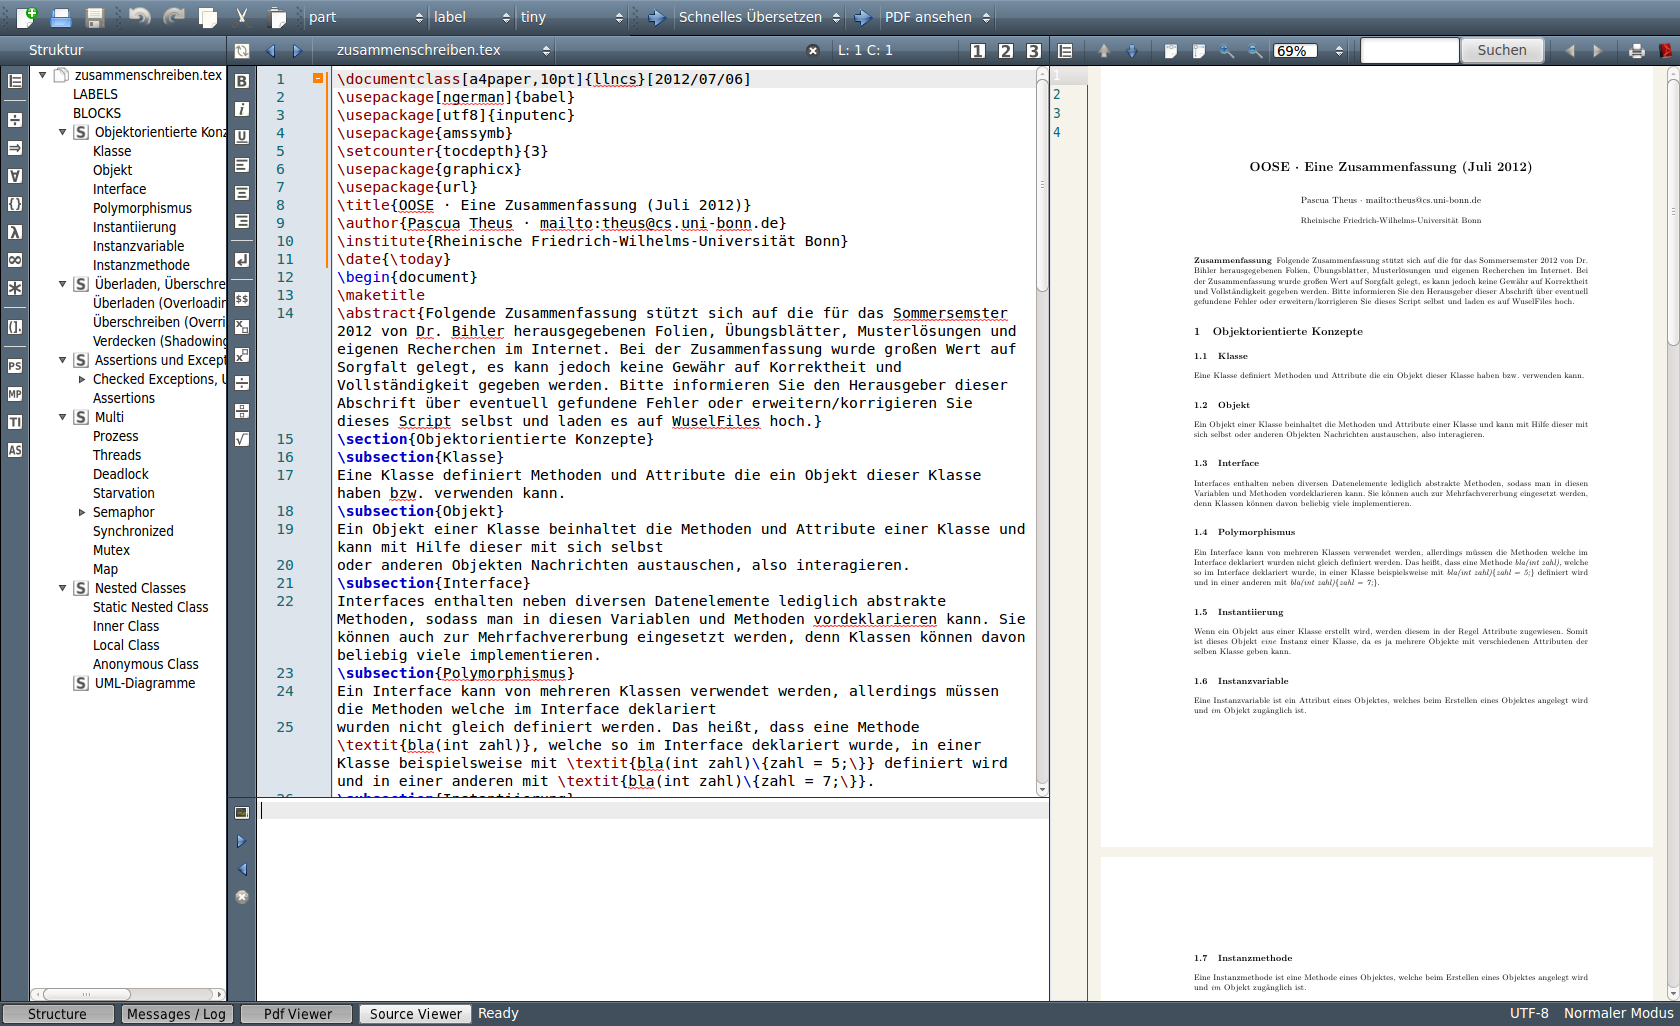 part label tiny Schnelles Übersetzen PDF ansehen
Struktur zusammenschreiben.tex L: 1 C: 1 1 2 3 69% Suchen
zusammenschreiben.tex
LABELS
BLOCKS
S Objektorientierte Konz
Klasse
Objekt
Interface
Polymorphismus
Instantiierung
Instanzvariable
Instanzmethode
S Überladen, Überschre
Überladen (Overloadin
Überschreiben (Overri
Verdecken (Shadowing
S Assertions und Except
Checked Exceptions, U
Assertions
S Multi
Prozess
Threads
Deadlock
Starvation
Semaphor
Synchronized
Mutex
Map
S Nested Classes
Static Nested Class
Inner Class
Local Class
Anonymous Class
S UML-Diagramme
PS
MP
TI
AS
B
i
U
$$
1 \documentclass[a4paper,10pt]{llncs}[2012/07/06]
2 \usepackage[ngerman]{babel}
3 \usepackage[utf8]{inputenc}
4 \usepackage{amssymb}
5 \setcounter{tocdepth}{3}
6 \usepackage{graphicx}
7 \usepackage{url}
8 \title{OOSE · Eine Zusammenfassung (Juli 2012)}
9 \author{Pascua Theus · mailto:theus@cs.uni-bonn.de}
10 \institute{Rheinische Friedrich-Wilhelms-Universität Bonn}
11 \date{\today}
12 \begin{document}
13 \maketitle
14 \abstract{Folgende Zusammenfassung stützt sich auf die für das Sommersemster
2012 von Dr. Bihler herausgegebenen Folien, Übungsblätter, Musterlösungen und
eigenen Recherchen im Internet. Bei der Zusammenfassung wurde großen Wert auf
Sorgfalt gelegt, es kann jedoch keine Gewähr auf Korrektheit und
Vollständigkeit gegeben werden. Bitte informieren Sie den Herausgeber dieser
Abschrift über eventuell gefundene Fehler oder erweitern/korrigieren Sie
dieses Script selbst und laden es auf WuselFiles hoch.}
15 \section{Objektorientierte Konzepte}
16 \subsection{Klasse}
17 Eine Klasse definiert Methoden und Attribute die ein Objekt dieser Klasse
haben bzw. verwenden kann.
18 \subsection{Objekt}
19 Ein Objekt einer Klasse beinhaltet die Methoden und Attribute einer Klasse und
kann mit Hilfe dieser mit sich selbst
20 oder anderen Objekten Nachrichten austauschen, also interagieren.
21 \subsection{Interface}
22 Interfaces enthalten neben diversen Datenelemente lediglich abstrakte
Methoden, sodass man in diesen Variablen und Methoden vordeklarieren kann. Sie
können auch zur Mehrfachvererbung eingesetzt werden, denn Klassen können davon
beliebig viele implementieren.
23 \subsection{Polymorphismus}
24 Ein Interface kann von mehreren Klassen verwendet werden, allerdings müssen
die Methoden welche im Interface deklariert
25 wurden nicht gleich definiert werden. Das heißt, dass eine Methode
\textit{bla(int zahl)}, welche so im Interface deklariert wurde, in einer
Klasse beispielsweise mit \textit{bla(int zahl)\{zahl = 5;\}} definiert wird
und in einer anderen mit \textit{bla(int zahl)\{zahl = 7;\}}.
26 \subsection{Instantiierung}
1
2
3
4
OOSE · Eine Zusammenfassung (Juli 2012)
Pascua Theus · mailto:theus@cs.uni-bonn.de
Rheinische Friedrich-Wilhelms-Universität Bonn
Zusammenfassung Folgende Zusammenfassung stützt sich auf die für das Sommersemster 2012 von Dr.
Bihler herausgegebenen Folien, Übungsblätter, Musterlösungen und eigenen Recherchen im Internet. Bei
der Zusammenfassung wurde großen Wert auf Sorgfalt gelegt, es kann jedoch keine Gewähr auf Korrektheit
und Vollständigkeit gegeben werden. Bitte informieren Sie den Herausgeber dieser Abschrift über eventuell
gefundene Fehler oder erweitern/korrigieren Sie dieses Script selbst und laden es auf WuselFiles hoch.
1 Objektorientierte Konzepte
1.1 Klasse
Eine Klasse definiert Methoden und Attribute die ein Objekt dieser Klasse haben bzw. verwenden kann.
1.2 Objekt
Ein Objekt einer Klasse beinhaltet die Methoden und Attribute einer Klasse und kann mit Hilfe dieser mit
sich selbst oder anderen Objekten Nachrichten austauschen, also interagieren.
1.3 Interface
Interfaces enthalten neben diversen Datenelemente lediglich abstrakte Methoden, sodass man in diesen
Variablen und Methoden vordeklarieren kann. Sie können auch zur Mehrfachvererbung eingesetzt werden,
denn Klassen können davon beliebig viele implementieren.
1.4 Polymorphismus
Ein Interface kann von mehreren Klassen verwendet werden, allerdings müssen die Methoden welche im
Interface deklariert wurden nicht gleich definiert werden. Das heißt, dass eine Methode bla(int zahl), welche
so im Interface deklariert wurde, in einer Klasse beispielsweise mit bla(int zahl){zahl = 5;} definiert wird
und in einer anderen mit bla(int zahl){zahl = 7;}.
1.5 Instantiierung
Wenn ein Objekt aus einer Klasse erstellt wird, werden diesem in der Regel Attribute zugewiesen. Somit
ist dieses Objekt eine Instanz einer Klasse, da es ja mehrere Objekte mit verschiedenen Attributen der
selben Klasse geben kann.
1.6 Instanzvariable
Eine Instanzvariable ist ein Attribut eines Objektes, welches beim Erstellen eines Objektes angelegt wird
und im Objekt zugänglich ist.
1.7 Instanzmethode
Eine Instanzmethode ist eine Methode eines Objektes, welche beim Erstellen eines Objektes angelegt wird
und im Objekt zugänglich ist.
Structure Messages / Log Pdf Viewer Source Viewer Ready UTF-8 Normaler Modus